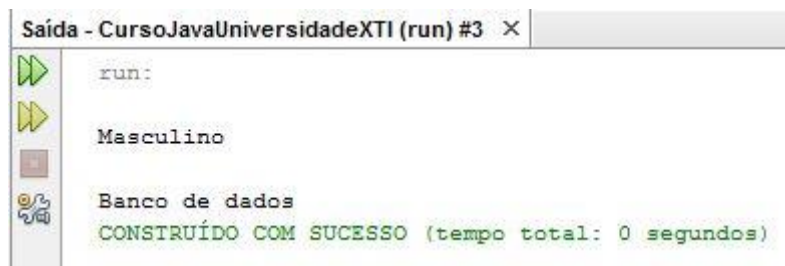 Saída - CursoJavaUniversidadeXTI (run) #3
run:
Masculino
Banco de dados
CONSTRUÍDO COM SUCESSO (tempo total: 0 segundos)